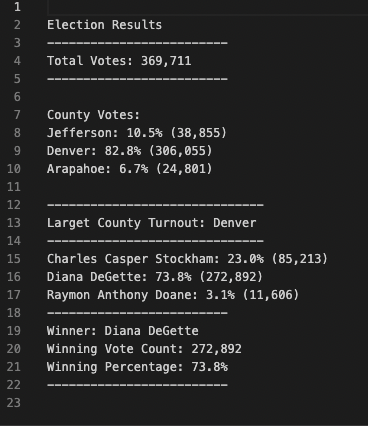 1
2 Election Results
3 -------------------------
4 Total Votes: 369,711
5 -------------------------
6
7 County Votes:
8 Jefferson: 10.5% (38,855)
9 Denver: 82.8% (306,055)
10 Arapahoe: 6.7% (24,801)
11
12 ------------------------------
13 Larget County Turnout: Denver
14 ------------------------------
15 Charles Casper Stockham: 23.0% (85,213)
16 Diana DeGette: 73.8% (272,892)
17 Raymon Anthony Doane: 3.1% (11,606)
18 -------------------------
19 Winner: Diana DeGette
20 Winning Vote Count: 272,892
21 Winning Percentage: 73.8%
22 -------------------------
23